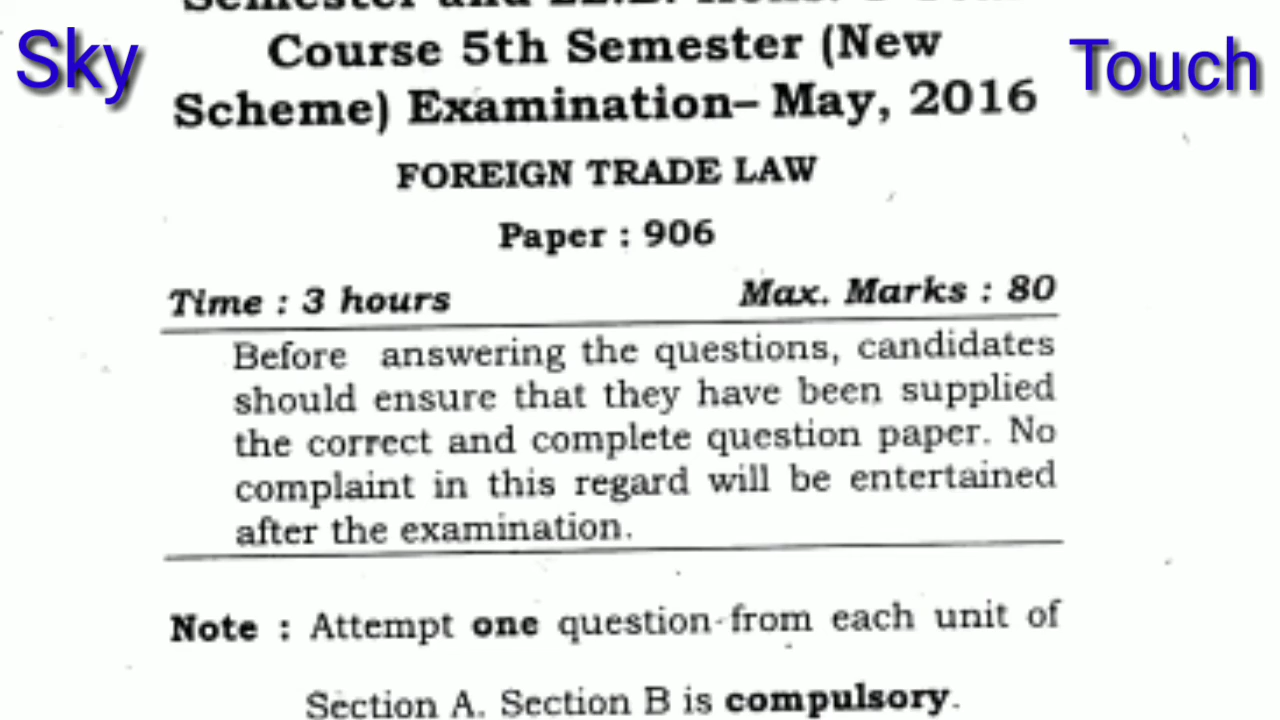 Course 5th Semester (New
Sky
Touch
Scheme) Examination– May, 2016
FOREIGN TRADE LAW
Paper : 906
Time : 3 hours Max. Marks : 80
Before answering the questions, candidates
should ensure that they have been supplied
the correct and complete question paper. No
complaint in this regard will be entertained
after the examination.
Note : Attempt one question from each unit of
Section A. Section B is compulsory.